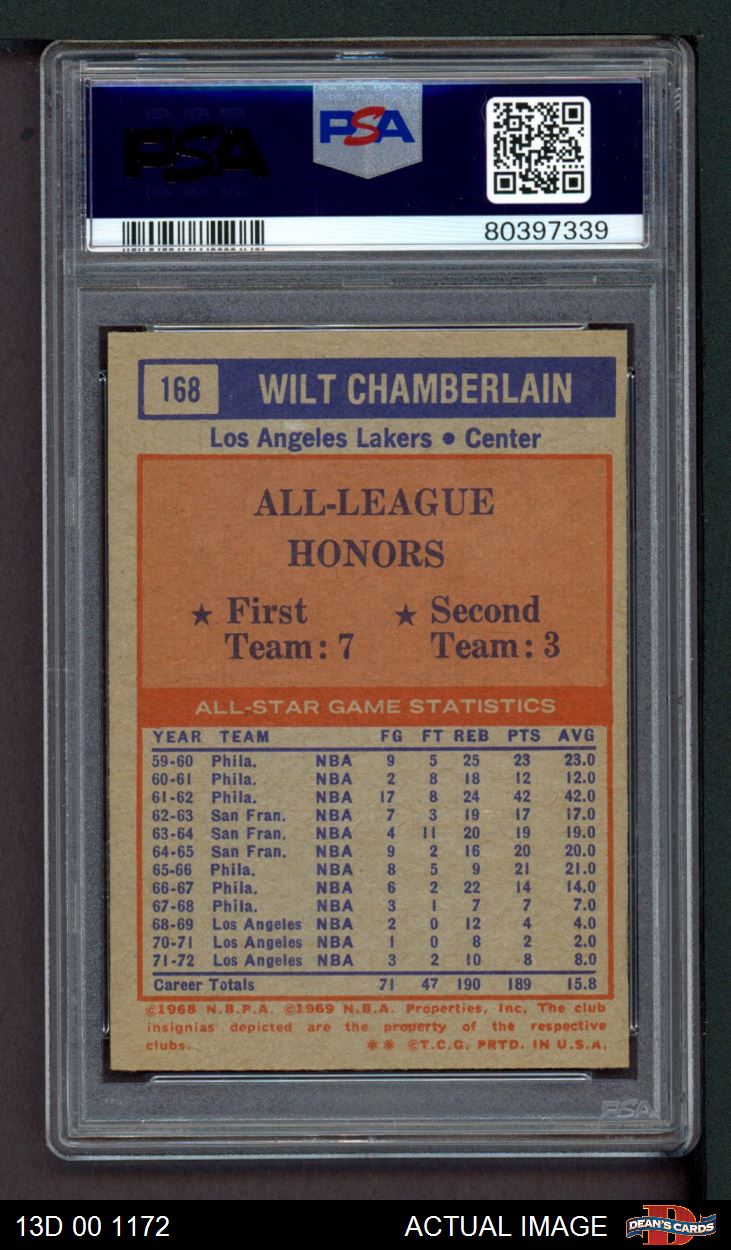 PSA
PSA
80397339
168 WILT CHAMBERLAIN
Los Angeles Lakers • Center
ALL-LEAGUE
HONORS
★ First ★ Second
Team: 7 Team: 3
ALL-STAR GAME STATISTICS
YEAR TEAM FG FT REB PTS AVG
59-60 Phila. NBA 9 5 25 23 23.0
60-61 Phila. NBA 2 8 18 12 12.0
61-62 Phila. NBA 17 8 24 42 42.0
62-63 San Fran. NBA 7 3 19 17 17.0
63-64 San Fran. NBA 4 11 20 19 19.0
64-65 San Fran. NBA 9 2 16 20 20.0
65-66 Phila. NBA 8 5 9 21 21.0
66-67 Phila. NBA 6 2 22 14 14.0
67-68 Phila. NBA 3 1 7 7 7.0
68-69 Los Angeles NBA 2 0 12 4 4.0
70-71 Los Angeles NBA 1 0 8 2 2.0
71-72 Los Angeles NBA 3 2 10 8 8.0
Career Totals 71 47 190 189 15.8
©1968 N.B.P.A. ©1969 N.B.A. Properties, Inc. The club
insignias depicted are the property of the respective
clubs. ** ©T.C.G. PRTD. IN U.S.A.
PSA
13D 00 1172 ACTUAL IMAGE DEAN'S CARDS